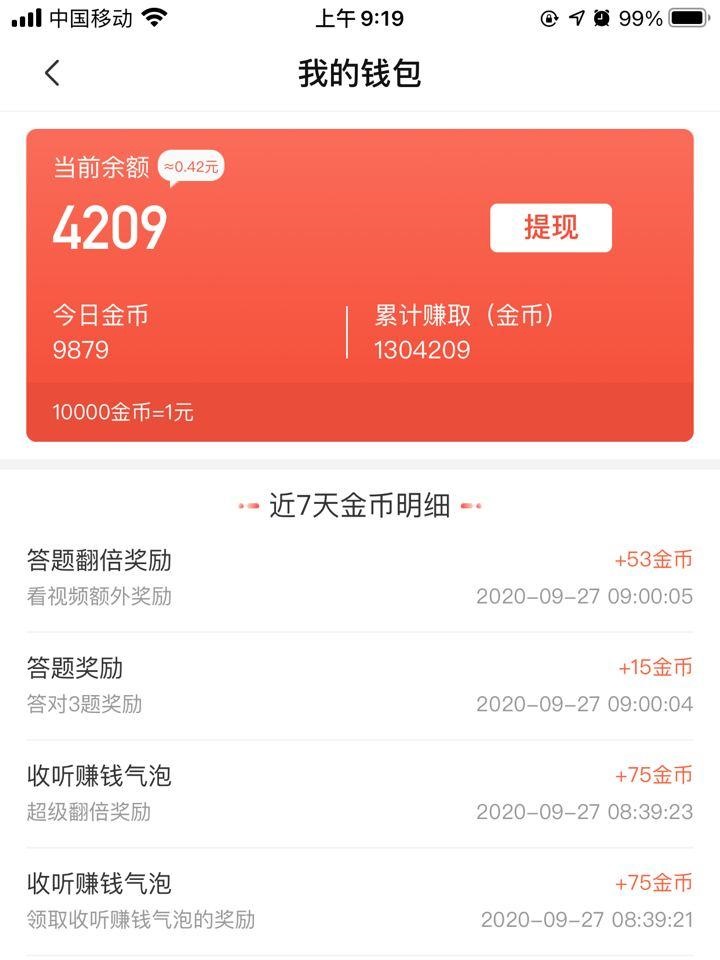 中国移动
上午9:19
99%
我的钱包
当前余额 ≈0.42元
4209
提现
今日金币
9879
累计赚取（金币）
1304209
10000金币=1元
近7天金币明细
答题翻倍奖励 +53金币
看视频额外奖励 2020-09-27 09:00:05
答题奖励 +15金币
答对3题奖励 2020-09-27 09:00:04
收听赚钱气泡 +75金币
超级翻倍奖励 2020-09-27 08:39:23
收听赚钱气泡 +75金币
领取收听赚钱气泡的奖励 2020-09-27 08:39:21